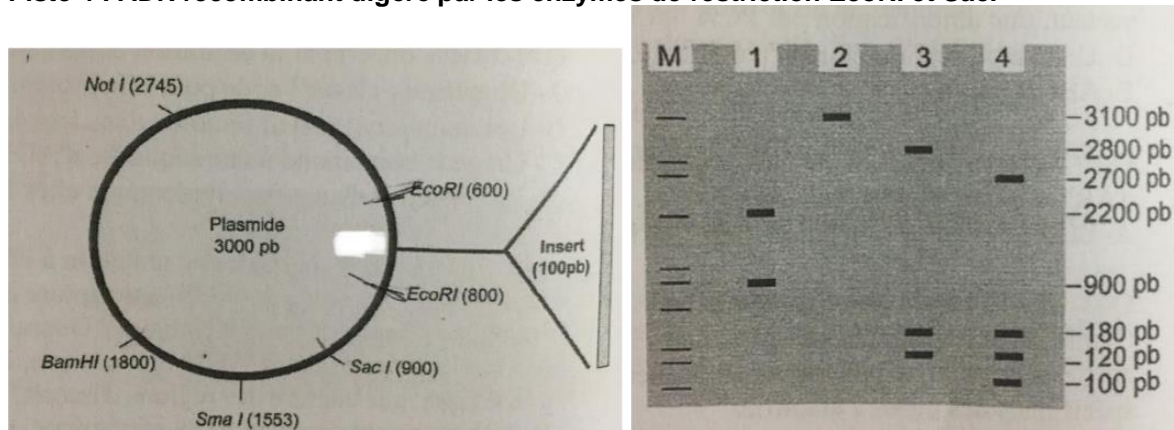 Piste 4 : ADN recombinant digéré par les enzymes de restriction EcoRI et SacI
Not I (2745)
EcoRI (600)
Plasmide
3000 pb
Insert
(100pb)
EcoRI (800)
BamHI (1800)
Sac I (900)
Sma I (1553)
M 1 2 3 4
-3100 pb
-2800 pb
-2700 pb
-2200 pb
-900 pb
-180 pb
-120 pb
-100 pb